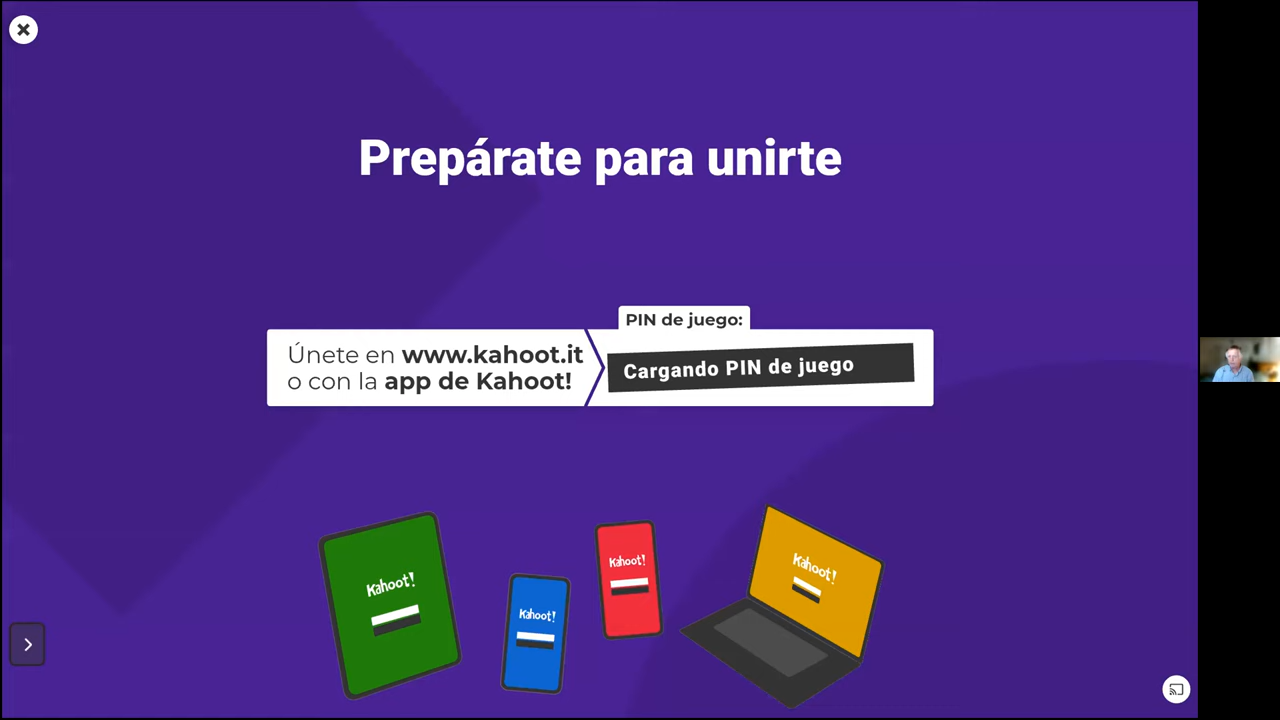 Prepárate para unirte
PIN de juego:
Únete en www.kahoot.it
o con la app de Kahoot!
Cargando PIN de juego
Kahoot!
Kahoot!
Kahoot!
Kahoot!